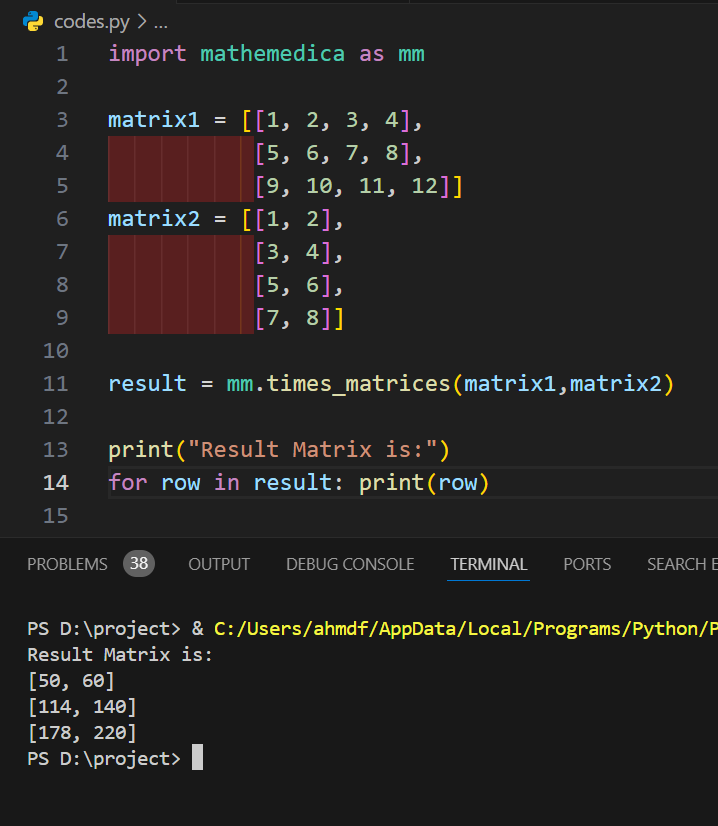 codes.py > ...
1 import mathemedica as mm
2
3 matrix1 = [[1, 2, 3, 4],
4 [5, 6, 7, 8],
5 [9, 10, 11, 12]]
6 matrix2 = [[1, 2],
7 [3, 4],
8 [5, 6],
9 [7, 8]]
10
11 result = mm.times_matrices(matrix1,matrix2)
12
13 print("Result Matrix is:")
14 for row in result: print(row)
15
PROBLEMS 38 OUTPUT DEBUG CONSOLE TERMINAL PORTS SEARCH
PS D:\project> & C:/Users/ahmdf/AppData/Local/Programs/Python/
Result Matrix is:
[50, 60]
[114, 140]
[178, 220]
PS D:\project>